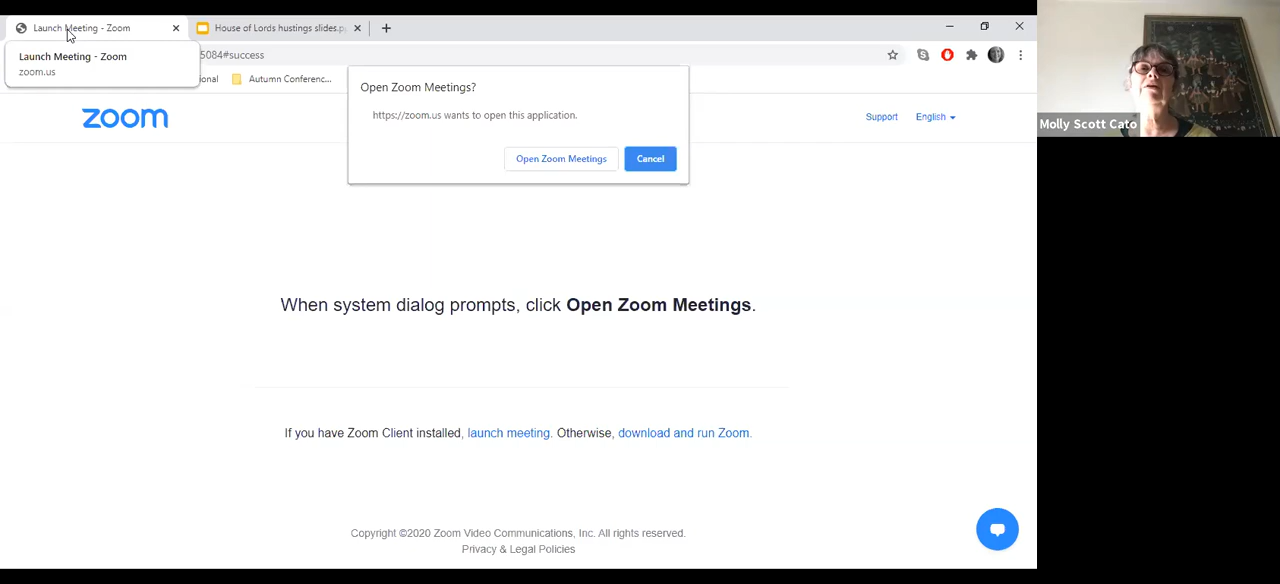 Launch Meeting - Zoom
House of Lords hustings slides.p
Launch Meeting - Zoom
zoom.us
5084#success
Autumn Conferenc...
Open Zoom Meetings?
https://zoom.us wants to open this application.
Open Zoom Meetings
Cancel
zoom
Support
English
Molly Scott Cato
When system dialog prompts, click Open Zoom Meetings.
If you have Zoom Client installed, launch meeting. Otherwise, download and run Zoom.
Copyright ©2020 Zoom Video Communications, Inc. All rights reserved.
Privacy & Legal Policies